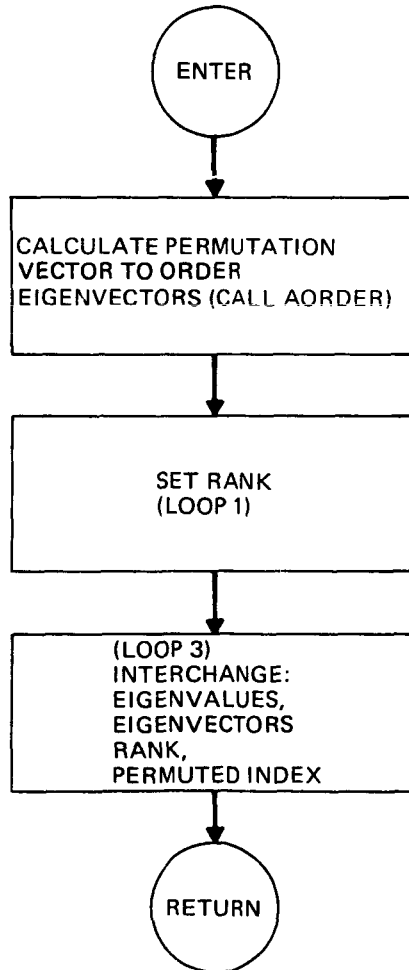 ENTER
CALCULATE PERMUTATION
VECTOR TO ORDER
EIGENVECTORS (CALL AORDER)
SET RANK
(LOOP 1)
(LOOP 3)
INTERCHANGE:
EIGENVALUES,
EIGENVECTORS
RANK,
PERMUTED INDEX
RETURN